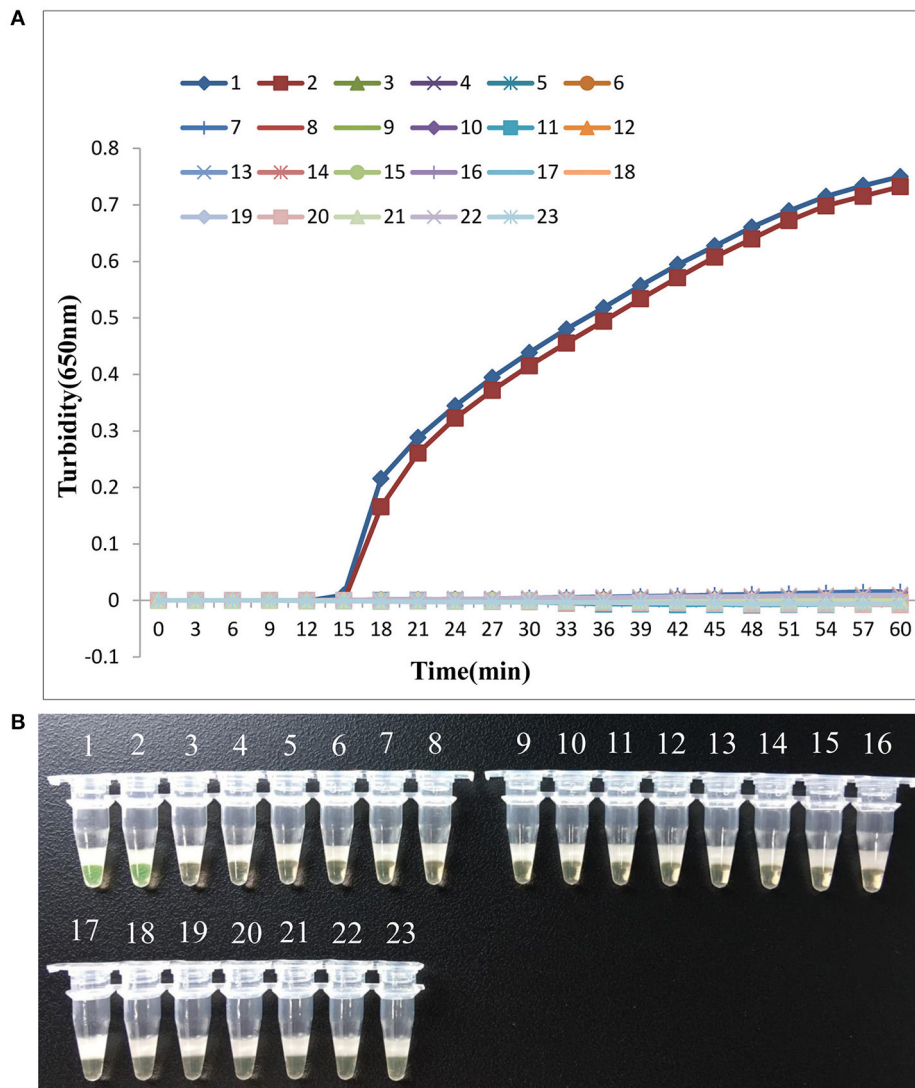 A
1 2 3 4 5 6
7 8 9 10 11 12
13 14 15 16 17 18
19 20 21 22 23
0.8
0.7
0.6
0.5
0.4
0.3
0.2
0.1
0
-0.1
Turbidity(650nm)
0 3 6 9 12 15 18 21 24 27 30 33 36 39 42 45 48 51 54 57 60
Time(min)
B
1 2 3 4 5 6 7 8 9 10 11 12 13 14 15 16
17 18 19 20 21 22 23